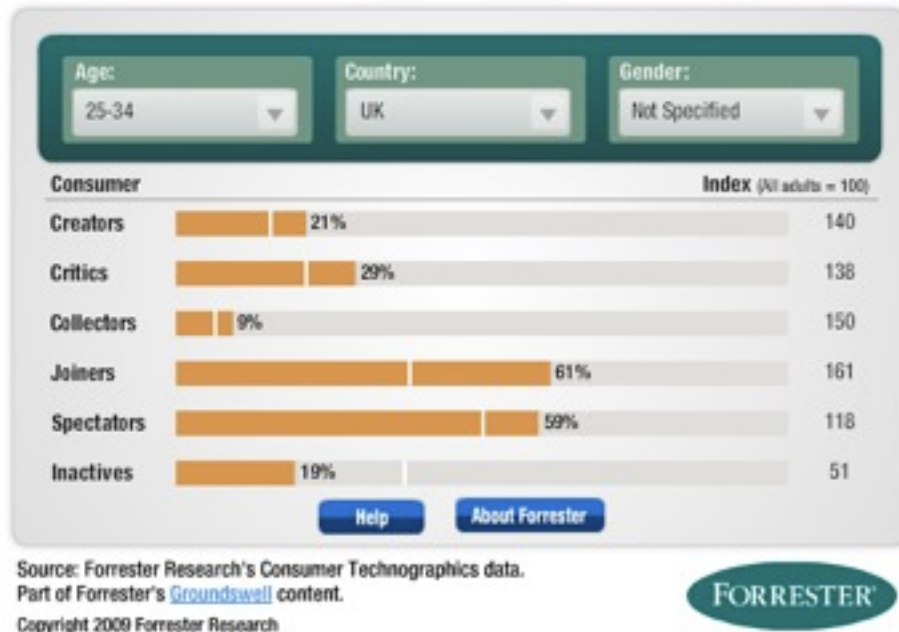 Age: Country: Gender:
25-34 UK Not Specified
Consumer Index (All adults = 100)
Creators 21% 140
Critics 29% 138
Collectors 9% 150
Joiners 61% 161
Spectators 59% 118
Inactives 19% 51
Help About Forrester
Source: Forrester Research's Consumer Technographics data.
Part of Forrester's Groundswell content.
FORRESTER
Copyright 2009 Forrester Research